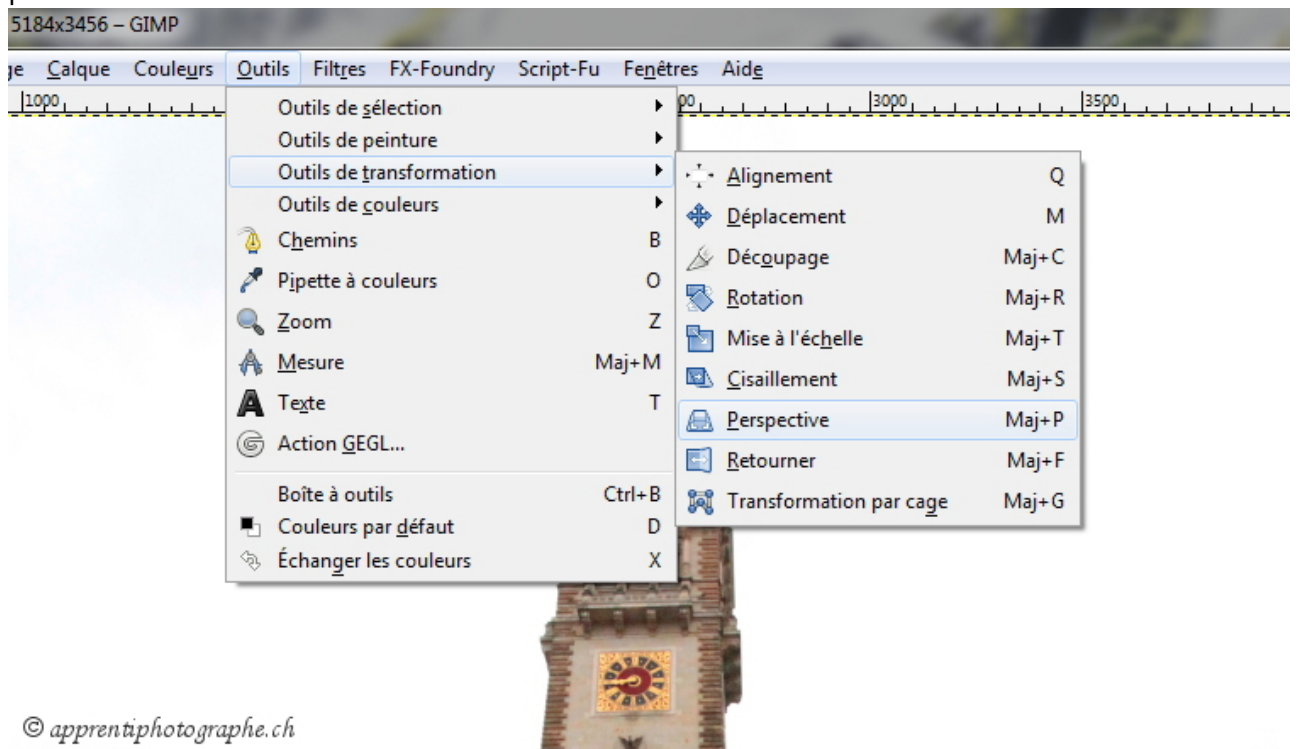 5184x3456 – GIMP
ge Calque Couleurs Outils Filtres FX-Foundry Script-Fu Fenêtres Aide
1000 3000 3500
Outils de sélection
Outils de peinture
Outils de transformation
Outils de couleurs
Chemins B
Pipette à couleurs O
Zoom Z
Mesure Maj+M
Texte T
Action GEGL...
Boîte à outils Ctrl+B
Couleurs par défaut D
Échanger les couleurs X
Alignement Q
Déplacement M
Découpage Maj+C
Rotation Maj+R
Mise à l'échelle Maj+T
Cisaillement Maj+S
Perspective Maj+P
Retourner Maj+F
Transformation par cage Maj+G
© apprentiphotographe.ch